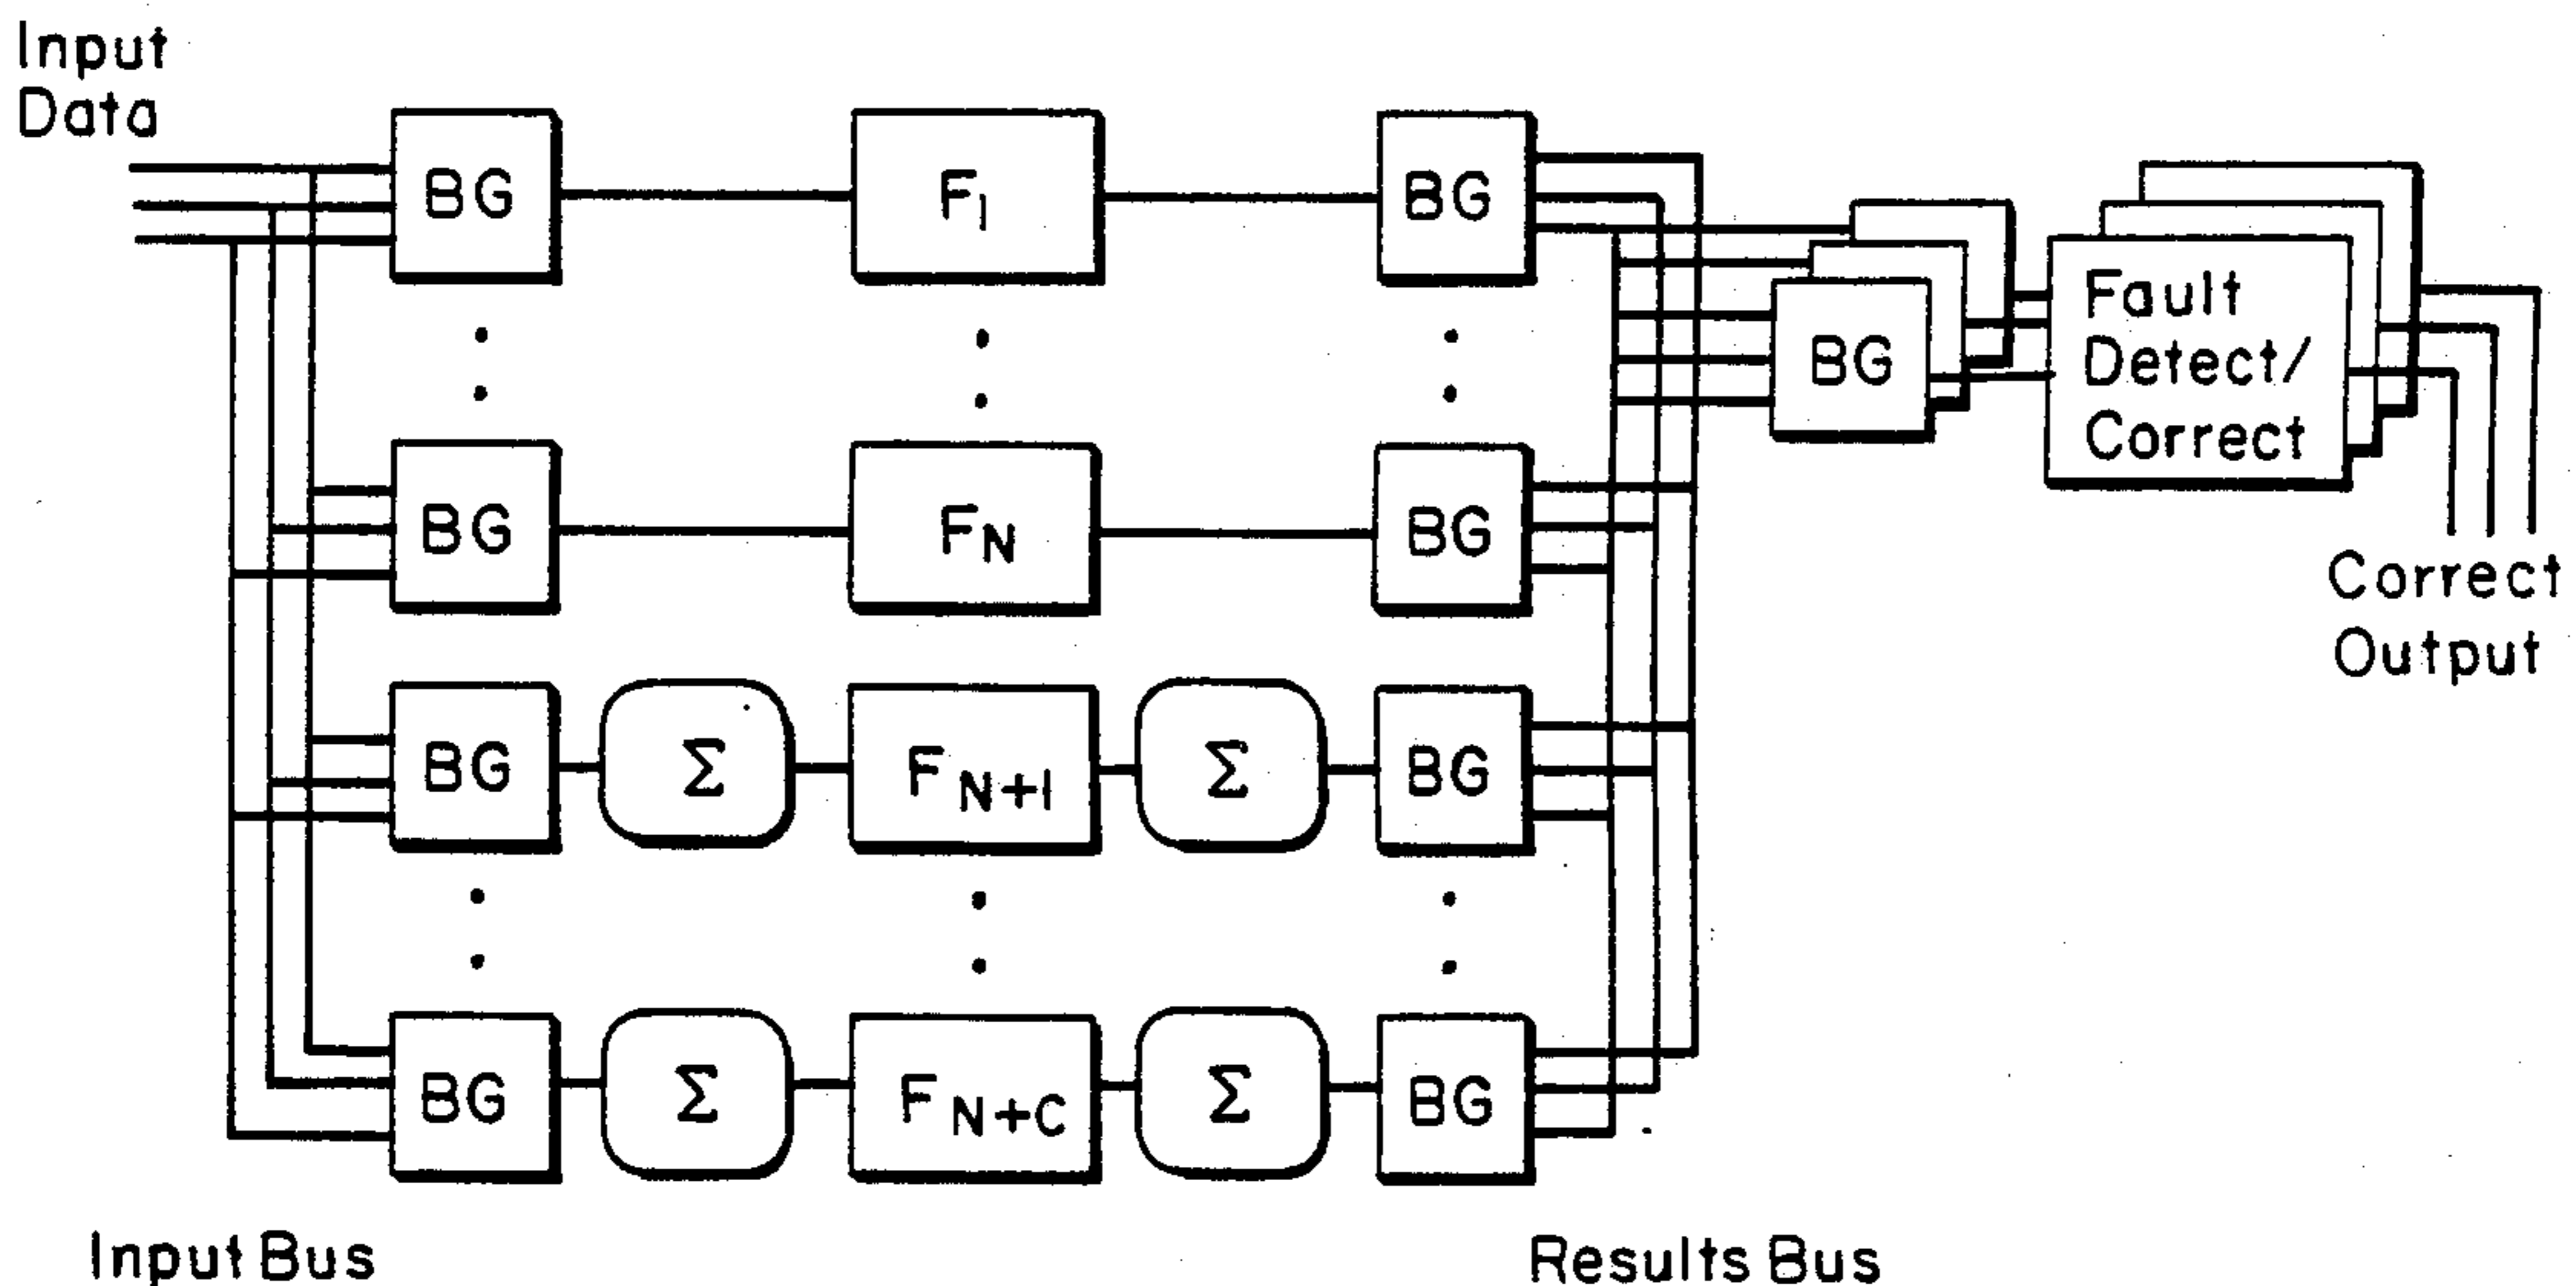 Input
Data
BG
F1
BG
BG
Fault
Detect/
Correct
BG
FN
BG
Correct
Output
BG
Σ
FN+1
Σ
BG
BG
Σ
FN+C
Σ
BG
Input Bus
Results Bus